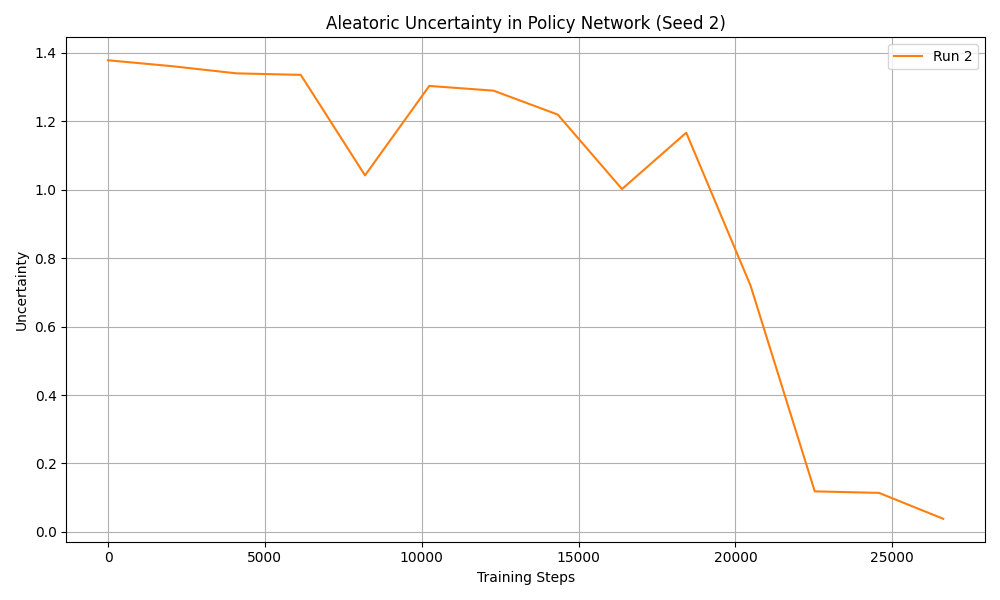 Aleatoric Uncertainty in Policy Network (Seed 2)
Run 2
Uncertainty
1.4
1.2
1.0
0.8
0.6
0.4
0.2
0.0
0 5000 10000 15000 20000 25000
Training Steps